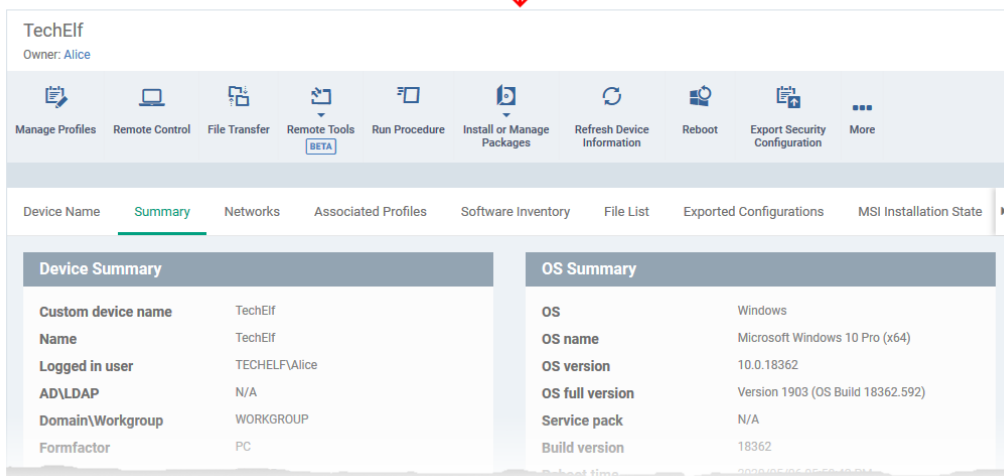 TechElf
Owner: Alice
Manage Profiles
Remote Control
File Transfer
Remote Tools
BETA
Run Procedure
Install or Manage
Packages
Refresh Device
Information
Reboot
Export Security
Configuration
More
Device Name Summary Networks Associated Profiles Software Inventory File List Exported Configurations MSI Installation State
Device Summary
Custom device name TechElf
Name TechElf
Logged in user TECHELF\Alice
AD\LDAP N/A
Domain\Workgroup WORKGROUP
Formfactor PC
OS Summary
OS Windows
OS name Microsoft Windows 10 Pro (x64)
OS version 10.0.18362
OS full version Version 1903 (OS Build 18362.592)
Service pack N/A
Build version 18362
Reboot time